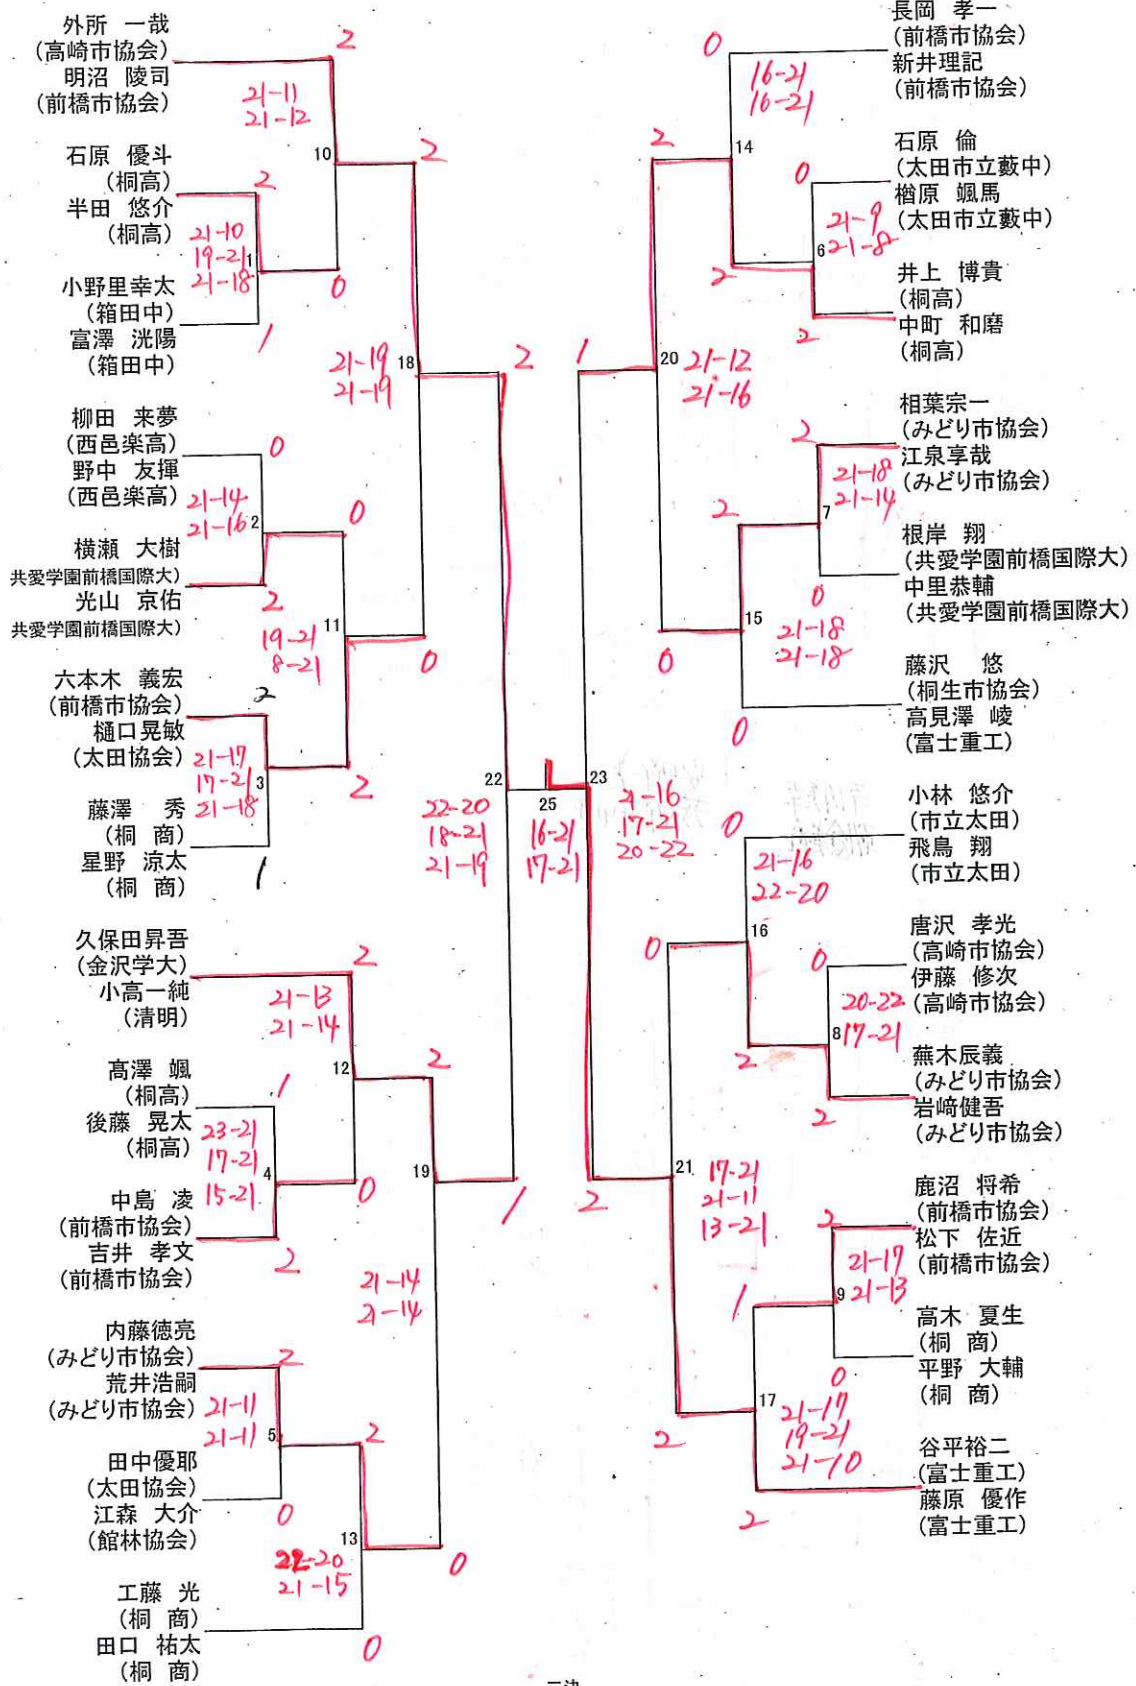 外所 一哉
(高崎市協会)
明沼 陵司
(前橋市協会)
2
21-11
21-12
10
石原 優斗
(桐高)
半田 悠介
(桐高)
2
21-10
19-21
21-18
1
0
小野里幸太
(箱田中)
富澤 洸陽
(箱田中)
1
2
18
21-19
21-19
2
柳田 来夢
(西邑楽高)
野中 友揮
(西邑楽高)
0
21-14
21-16
2
0
横瀬 大樹
共愛学園前橋国際大)
光山 京佑
共愛学園前橋国際大)
2
11
19-21
8-21
0
六本木 義宏
(前橋市協会)
樋口晃敏
(太田協会)
2
21-17
17-21
21-18
3
2
藤澤 秀
(桐 商)
星野 涼太
(桐 商)
1
22
22-20
18-21
21-19
久保田昇吾
(金沢学大)
小高一純
(清明)
2
21-13
21-14
12
2
髙澤 颯
(桐高)
後藤 晃太
(桐高)
1
23-21
17-21
15-21
4
0
中島 凌
(前橋市協会)
吉井 孝文
(前橋市協会)
2
19
1
21-14
21-14
内藤徳亮
(みどり市協会)
荒井浩嗣
(みどり市協会)
2
21-11
21-11
5
2
田中優耶
(太田協会)
江森 大介
(館林協会)
0
13
22-20
21-15
0
工藤 光
(桐 商)
田口 祐太
(桐 商)
0
25
16-21
17-21
長岡 孝一
(前橋市協会)
新井理記
(前橋市協会)
0
16-21
16-21
14
2
石原 倫
(太田市立藪中)
楢原 颯馬
(太田市立藪中)
0
21-9
21-8
6
2
井上 博貴
(桐高)
中町 和磨
(桐高)
2
1
20
21-12
21-16
相葉宗一
(みどり市協会)
江泉享哉
(みどり市協会)
2
21-18
21-14
7
2
根岸 翔
(共愛学園前橋国際大)
中里恭輔
(共愛学園前橋国際大)
0
15
21-18
21-18
0
藤沢 悠
(桐生市協会)
高見澤 崚
(富士重工)
0
23
21-16
17-21
20-22
小林 悠介
(市立太田)
飛鳥 翔
(市立太田)
0
21-16
22-20
16
0
唐沢 孝光
(高崎市協会)
伊藤 修次
(高崎市協会)
0
20-22
17-21
8
2
蕪木辰義
(みどり市協会)
岩﨑健吾
(みどり市協会)
2
2
21
17-21
21-11
13-21
鹿沼 将希
(前橋市協会)
松下 佐近
(前橋市協会)
2
21-17
21-13
9
1
高木 夏生
(桐 商)
平野 大輔
(桐 商)
0
17
21-17
19-21
21-10
2
谷平裕二
(富士重工)
藤原 優作
(富士重工)
2